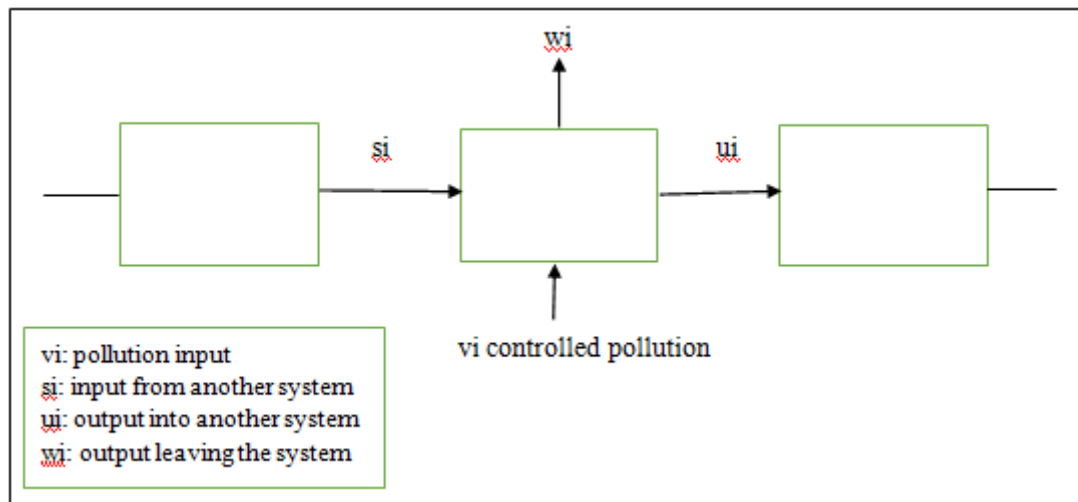 wi
si
ui
vi controlled pollution
vi: pollution input
si: input from another system
ui: output into another system
wi: output leaving the system